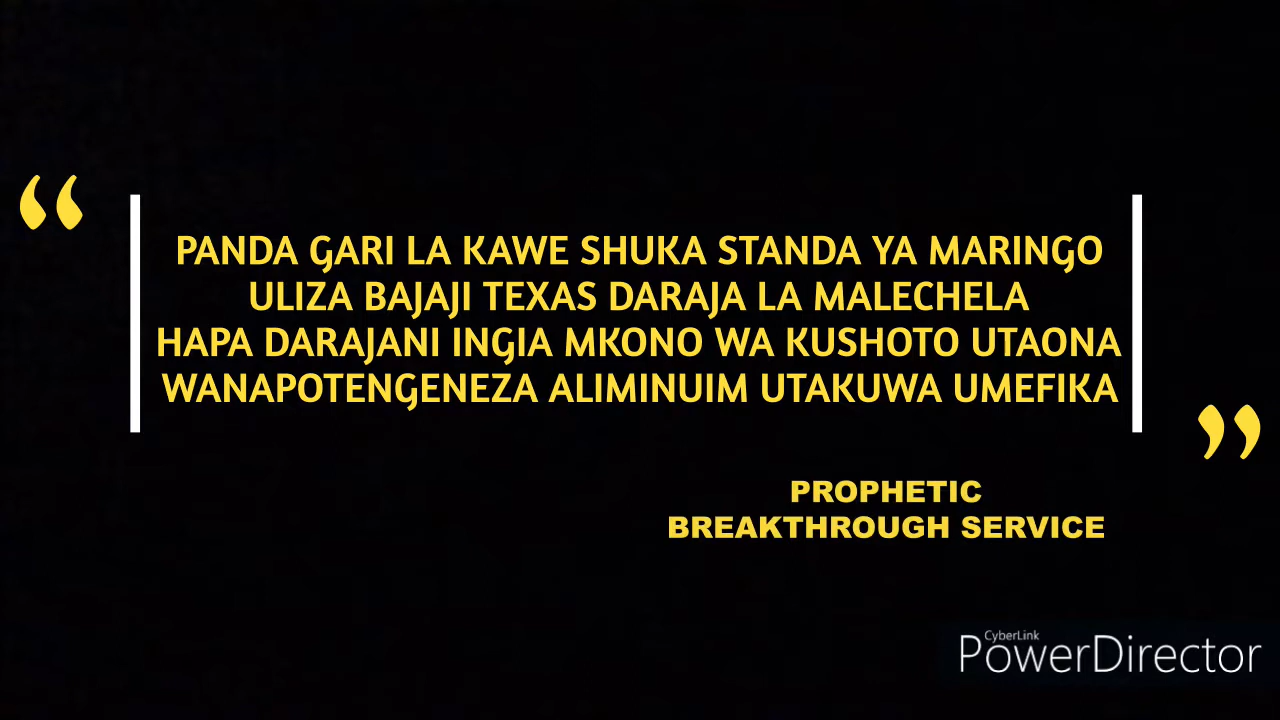 “
PANDA GARI LA KAWE SHUKA STANDA YA MARINGO
ULIZA BAJAJI TEXAS DARAJA LA MALECHELA
HAPA DARAJANI INGIA MKONO WA KUSHOTO UTAONA
WANAPOTENGENEZA ALIMINUIM UTAKUWA UMEFIKA
”
PROPHETIC
BREAKTHROUGH SERVICE
CyberLink
PowerDirector